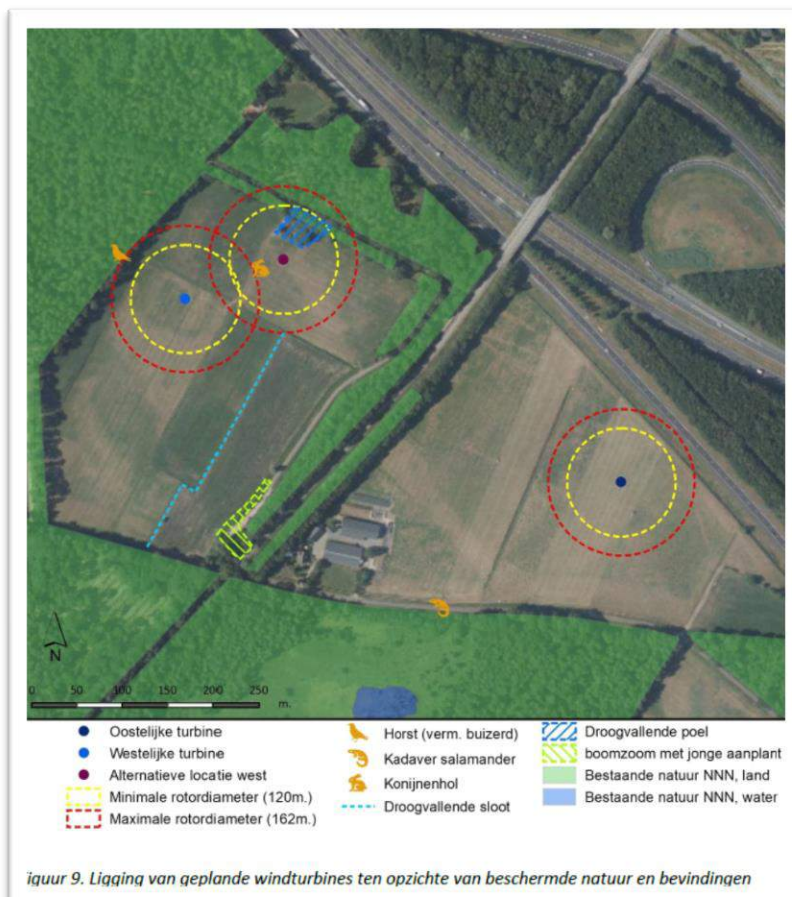 N
0 50 100 150 200 250
m.
Oostelijke turbine
Westelijke turbine
Alternatieve locatie west
Minimale rotordiameter (120m.)
Maximale rotordiameter (162m.)
Horst (verm. buizerd)
Kadaver salamander
Konijnenhol
Droogvallende sloot
Droogvallende poel
boomzoom met jonge aanplant
Bestaande natuur NNN, land
Bestaande natuur NNN, water
iguur 9. Ligging van geplande windturbines ten opzichte van beschermde natuur en bevindingen